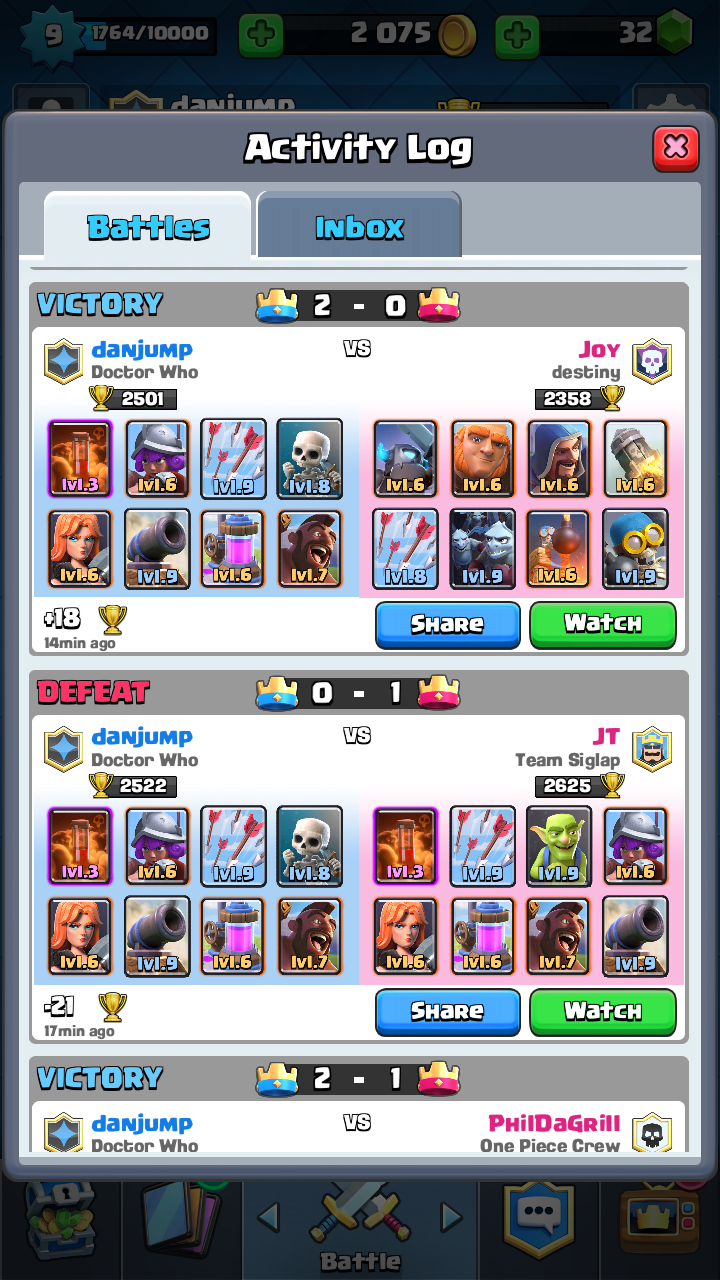 9 1764/10000 2 075 32
danjump
Activity Log
Battles Inbox
VICTORY 2 - 0
danjump VS Joy
Doctor Who destiny
2501 2358
lvl.3 lvl.6 lvl.9 lvl.8 lvl.6 lvl.6 lvl.6 lvl.6
lvl.6 lvl.9 lvl.6 lvl.7 lvl.8 lvl.9 lvl.6 lvl.9
+18 Share Watch
14min ago
DEFEAT 0 - 1
danjump VS JT
Doctor Who Team Siglap
2522 2625
lvl.3 lvl.6 lvl.9 lvl.8 lvl.3 lvl.9 lvl.9 lvl.6
lvl.6 lvl.9 lvl.6 lvl.7 lvl.6 lvl.6 lvl.7 lvl.9
-21 Share Watch
17min ago
VICTORY 2 - 1
danjump VS PhilDaGrill
Doctor Who One Piece Crew
Battle